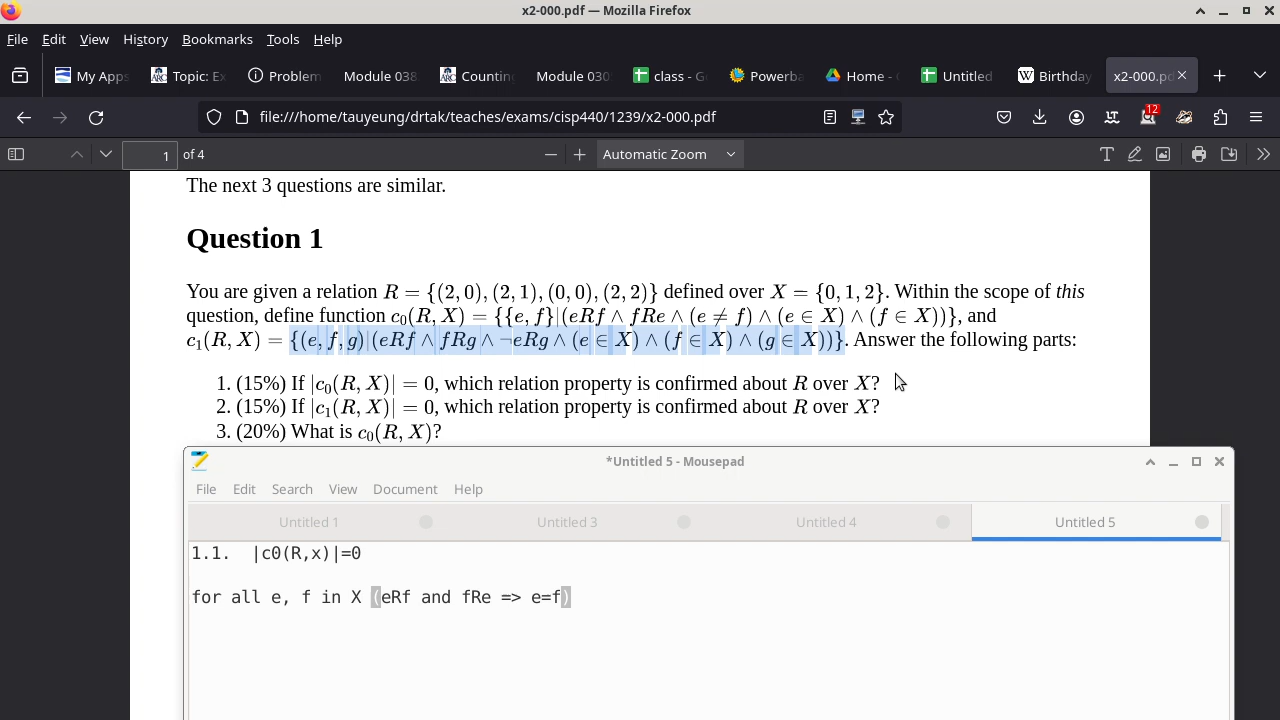 x2-000.pdf — Mozilla Firefox
File Edit View History Bookmarks Tools Help
My Apps Topic: Ex Problem Module 038 Countin Module 030 class - G Powerba Home - Untitled Birthday x2-000.pd
file:///home/tauyeung/drtak/teaches/exams/cisp440/1239/x2-000.pdf
12
1 of 4 Automatic Zoom
The next 3 questions are similar.
Question 1
You are given a relation R = {(2, 0), (2, 1), (0, 0), (2, 2)} defined over X = {0, 1, 2}. Within the scope of this
question, define function c₀(R, X) = {{e, f}|(eRf ∧ fRe ∧ (e ≠ f) ∧ (e ∈ X) ∧ (f ∈ X))}, and
c₁(R, X) = {(e, f, g)|(eRf ∧ fRg ∧ ¬eRg ∧ (e ∈ X) ∧ (f ∈ X) ∧ (g ∈ X))}. Answer the following parts:
1. (15%) If |c₀(R, X)| = 0, which relation property is confirmed about R over X?
2. (15%) If |c₁(R, X)| = 0, which relation property is confirmed about R over X?
3. (20%) What is c₀(R, X)?
*Untitled 5 - Mousepad
File Edit Search View Document Help
Untitled 1 Untitled 3 Untitled 4 Untitled 5
1.1. |c0(R,x)|=0
for all e, f in X (eRf and fRe => e=f)